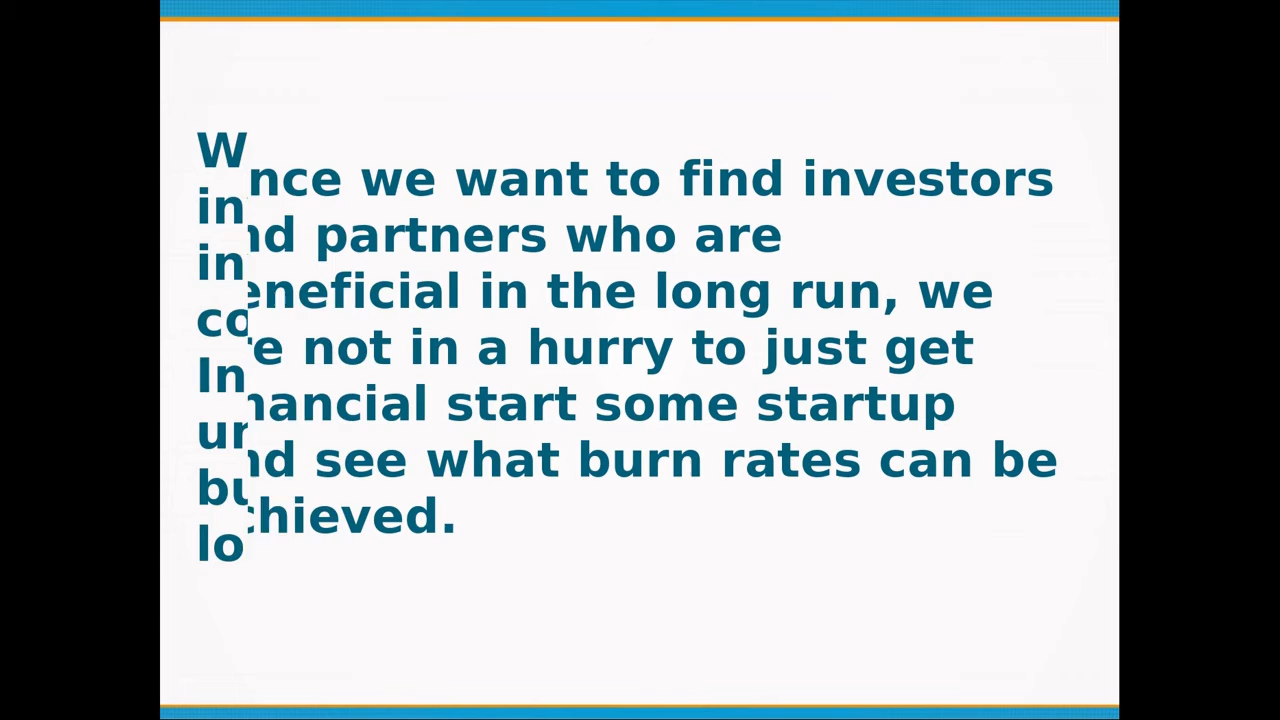 W
nce we want to find investors
in
nd partners who are
in
eneficial in the long run, we
co
re not in a hurry to just get
In
nancial start some startup
un
nd see what burn rates can be
bu
chieved.
lo